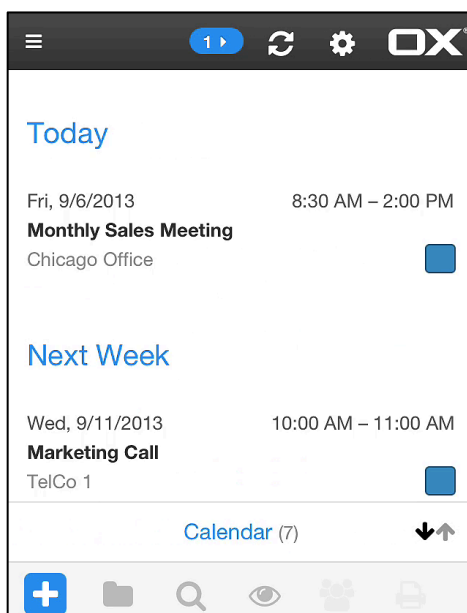 1
OX®
Today
Fri, 9/6/2013 8:30 AM – 2:00 PM
Monthly Sales Meeting
Chicago Office
Next Week
Wed, 9/11/2013 10:00 AM – 11:00 AM
Marketing Call
TelCo 1
Calendar (7)